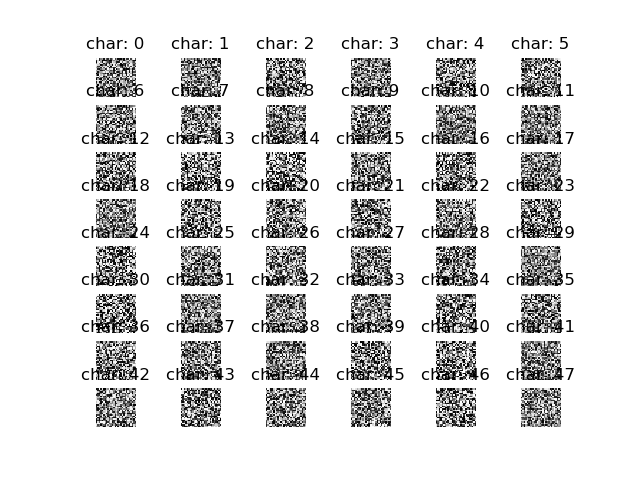 char: 0 char: 1 char: 2 char: 3 char: 4 char: 5
char: 6 char: 7 char: 8 char: 9 char: 10 char: 11
char: 12 char: 13 char: 14 char: 15 char: 16 char: 17
char: 18 char: 19 char: 20 char: 21 char: 22 char: 23
char: 24 char: 25 char: 26 char: 27 char: 28 char: 29
char: 30 char: 31 char: 32 char: 33 char: 34 char: 35
char: 36 char: 37 char: 38 char: 39 char: 40 char: 41
char: 42 char: 43 char: 44 char: 45 char: 46 char: 47